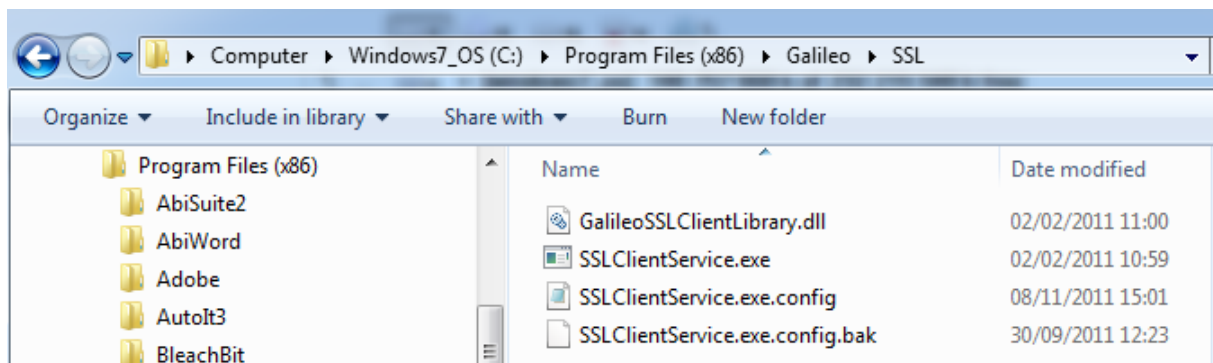 Computer Windows7_OS (C:) Program Files (x86) Galileo SSL
Organize Include in library Share with Burn New folder
Program Files (x86)
AbiSuite2
AbiWord
Adobe
AutoIt3
BleachBit
Name Date modified
GalileoSSLClientLibrary.dll 02/02/2011 11:00
SSLClientService.exe 02/02/2011 10:59
SSLClientService.exe.config 08/11/2011 15:01
SSLClientService.exe.config.bak 30/09/2011 12:23